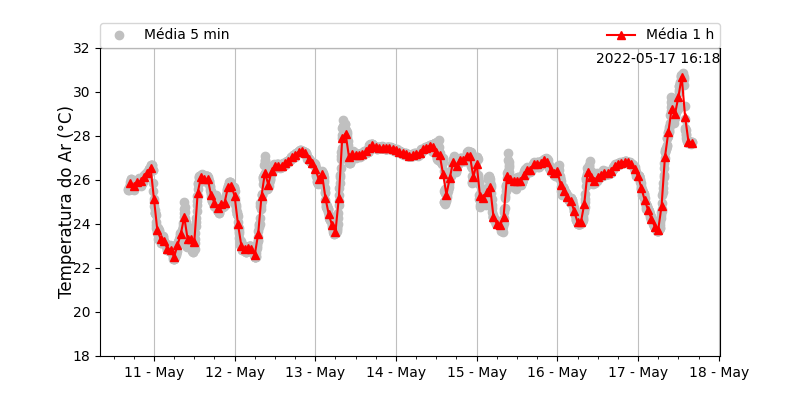 Média 5 min
Média 1 h
2022-05-17 16:18
Temperatura do Ar (°C)
32
30
28
26
24
22
20
18
11 - May
12 - May
13 - May
14 - May
15 - May
16 - May
17 - May
18 - May